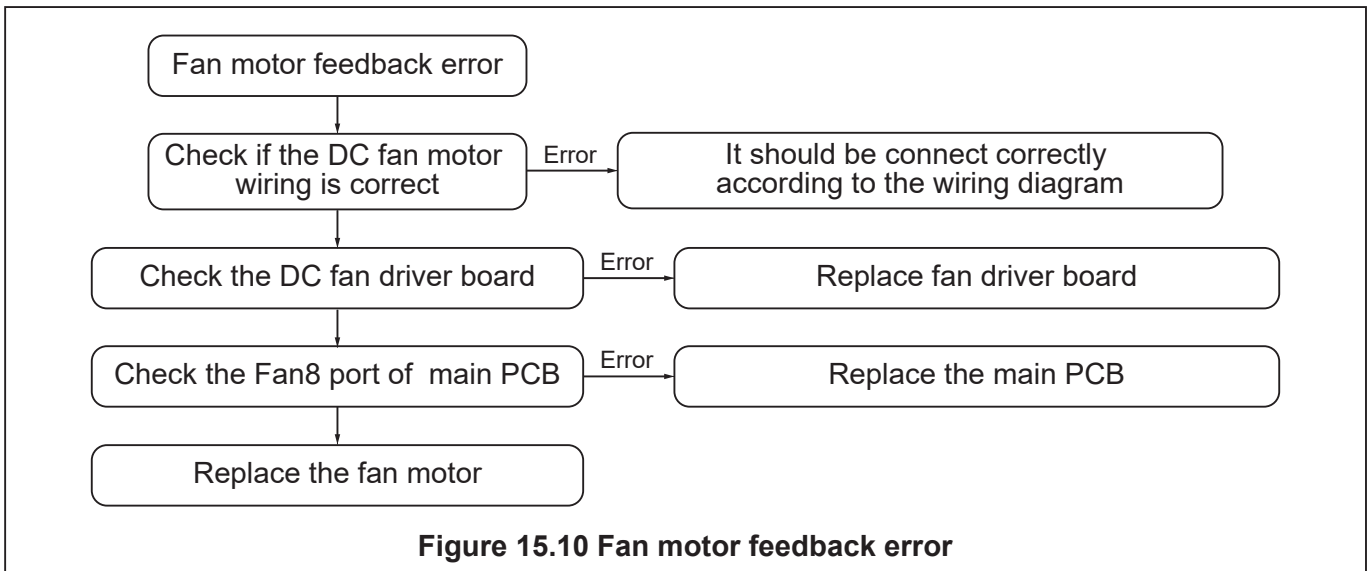 Fan motor feedback error
Check if the DC fan motor
wiring is correct
Error
It should be connect correctly
according to the wiring diagram
Check the DC fan driver board
Error
Replace fan driver board
Check the Fan8 port of main PCB
Error
Replace the main PCB
Replace the fan motor
Figure 15.10 Fan motor feedback error